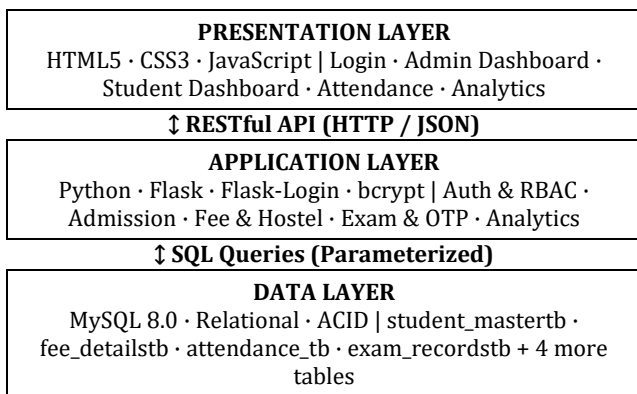 PRESENTATION LAYER
HTML5 · CSS3 · JavaScript | Login · Admin Dashboard ·
Student Dashboard · Attendance · Analytics
↕ RESTful API (HTTP / JSON)
APPLICATION LAYER
Python · Flask · Flask-Login · bcrypt | Auth & RBAC ·
Admission · Fee & Hostel · Exam & OTP · Analytics
↕ SQL Queries (Parameterized)
DATA LAYER
MySQL 8.0 · Relational · ACID | student_mastertb ·
fee_detailstb · attendance_tb · exam_recordstb + 4 more
tables